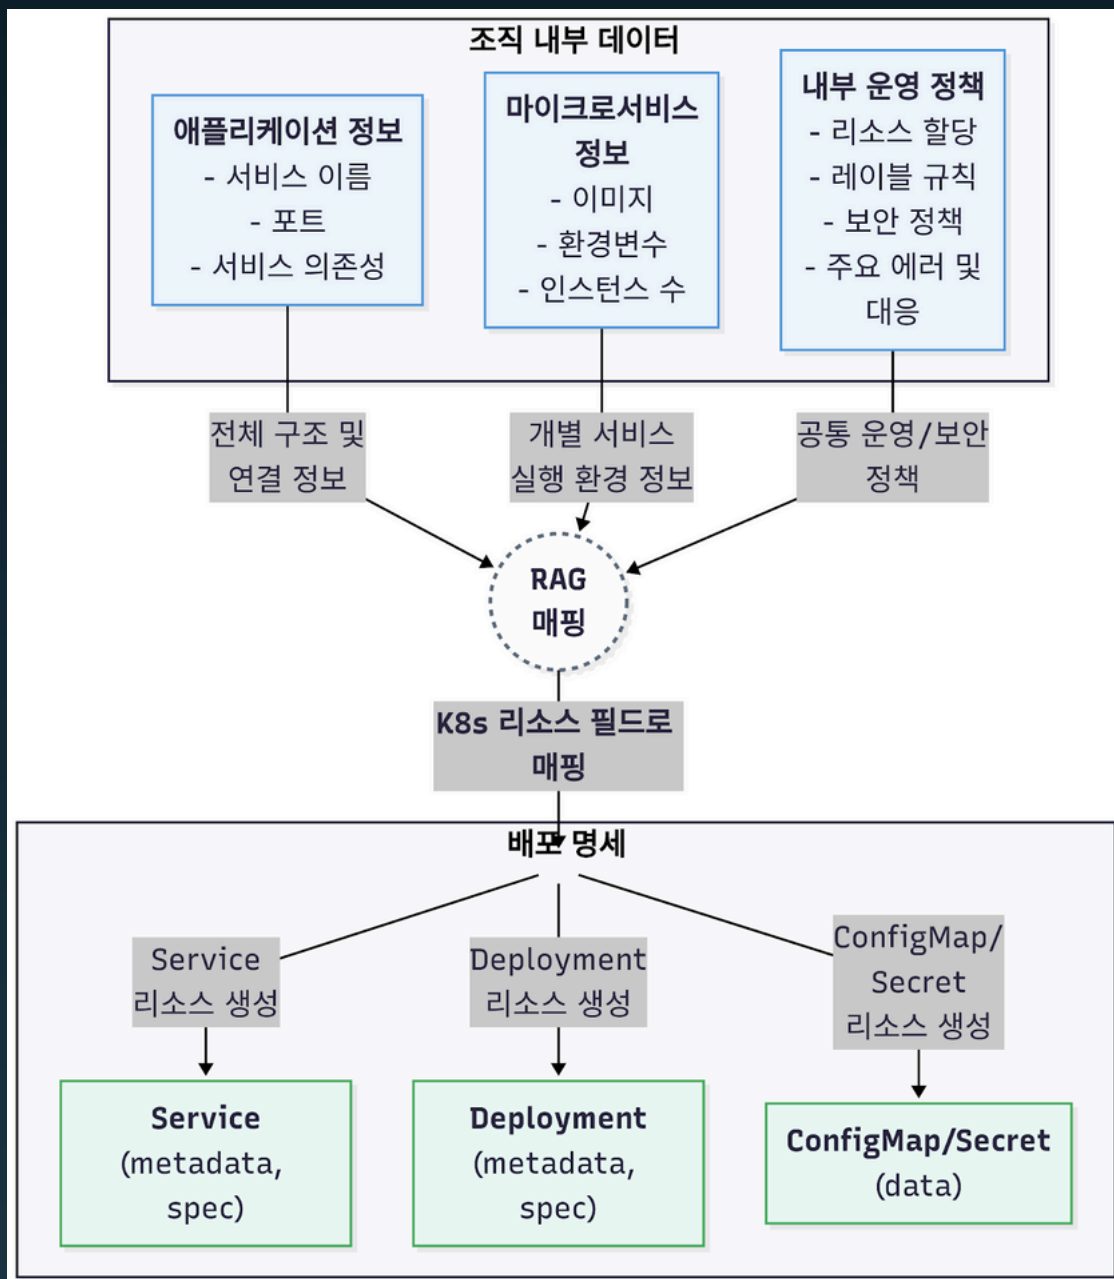 조직 내부 데이터
애플리케이션 정보
- 서비스 이름
- 포트
- 서비스 의존성
마이크로서비스
정보
- 이미지
- 환경변수
- 인스턴스 수
내부 운영 정책
- 리소스 할당
- 레이블 규칙
- 보안 정책
- 주요 에러 및
대응
전체 구조 및
연결 정보
개별 서비스
실행 환경 정보
공통 운영/보안
정책
RAG
매핑
K8s 리소스 필드로
매핑
배포 명세
Service
리소스 생성
Deployment
리소스 생성
ConfigMap/
Secret
리소스 생성
Service
(metadata,
spec)
Deployment
(metadata,
spec)
ConfigMap/Secret
(data)